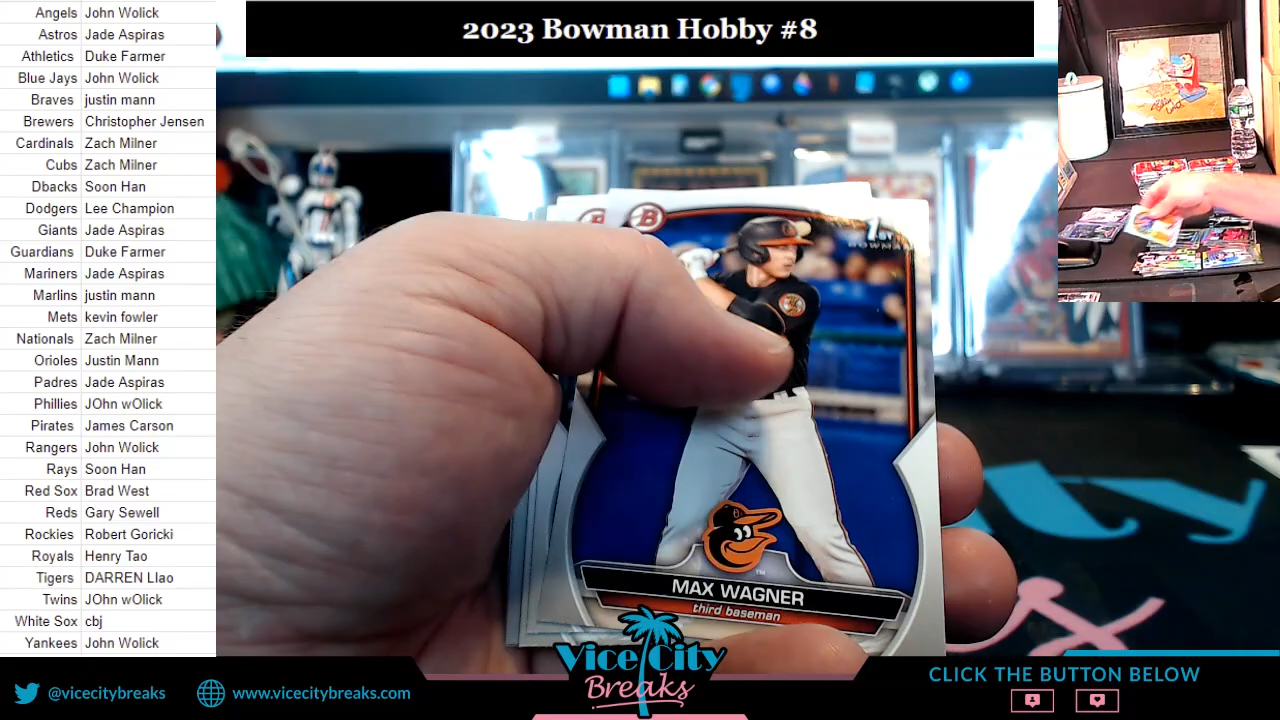 2023 Bowman Hobby #8
Angels John Wolick
Astros Jade Aspiras
Athletics Duke Farmer
Blue Jays John Wolick
Braves justin mann
Brewers Christopher Jensen
Cardinals Zach Milner
Cubs Zach Milner
Dbacks Soon Han
Dodgers Lee Champion
Giants Jade Aspiras
Guardians Duke Farmer
Mariners Jade Aspiras
Marlins justin mann
Mets kevin fowler
Nationals Zach Milner
Orioles Justin Mann
Padres Jade Aspiras
Phillies JOhn wOlick
Pirates James Carson
Rangers John Wolick
Rays Soon Han
Red Sox Brad West
Reds Gary Sewell
Rockies Robert Goricki
Royals Henry Tao
Tigers DARREN LIao
Twins JOhn wOlick
White Sox cbj
Yankees John Wolick
B
1ST
BOWMAN
MAX WAGNER
third baseman
Vice City
Breaks
@vicecitybreaks
www.vicecitybreaks.com
CLICK THE BUTTON BELOW